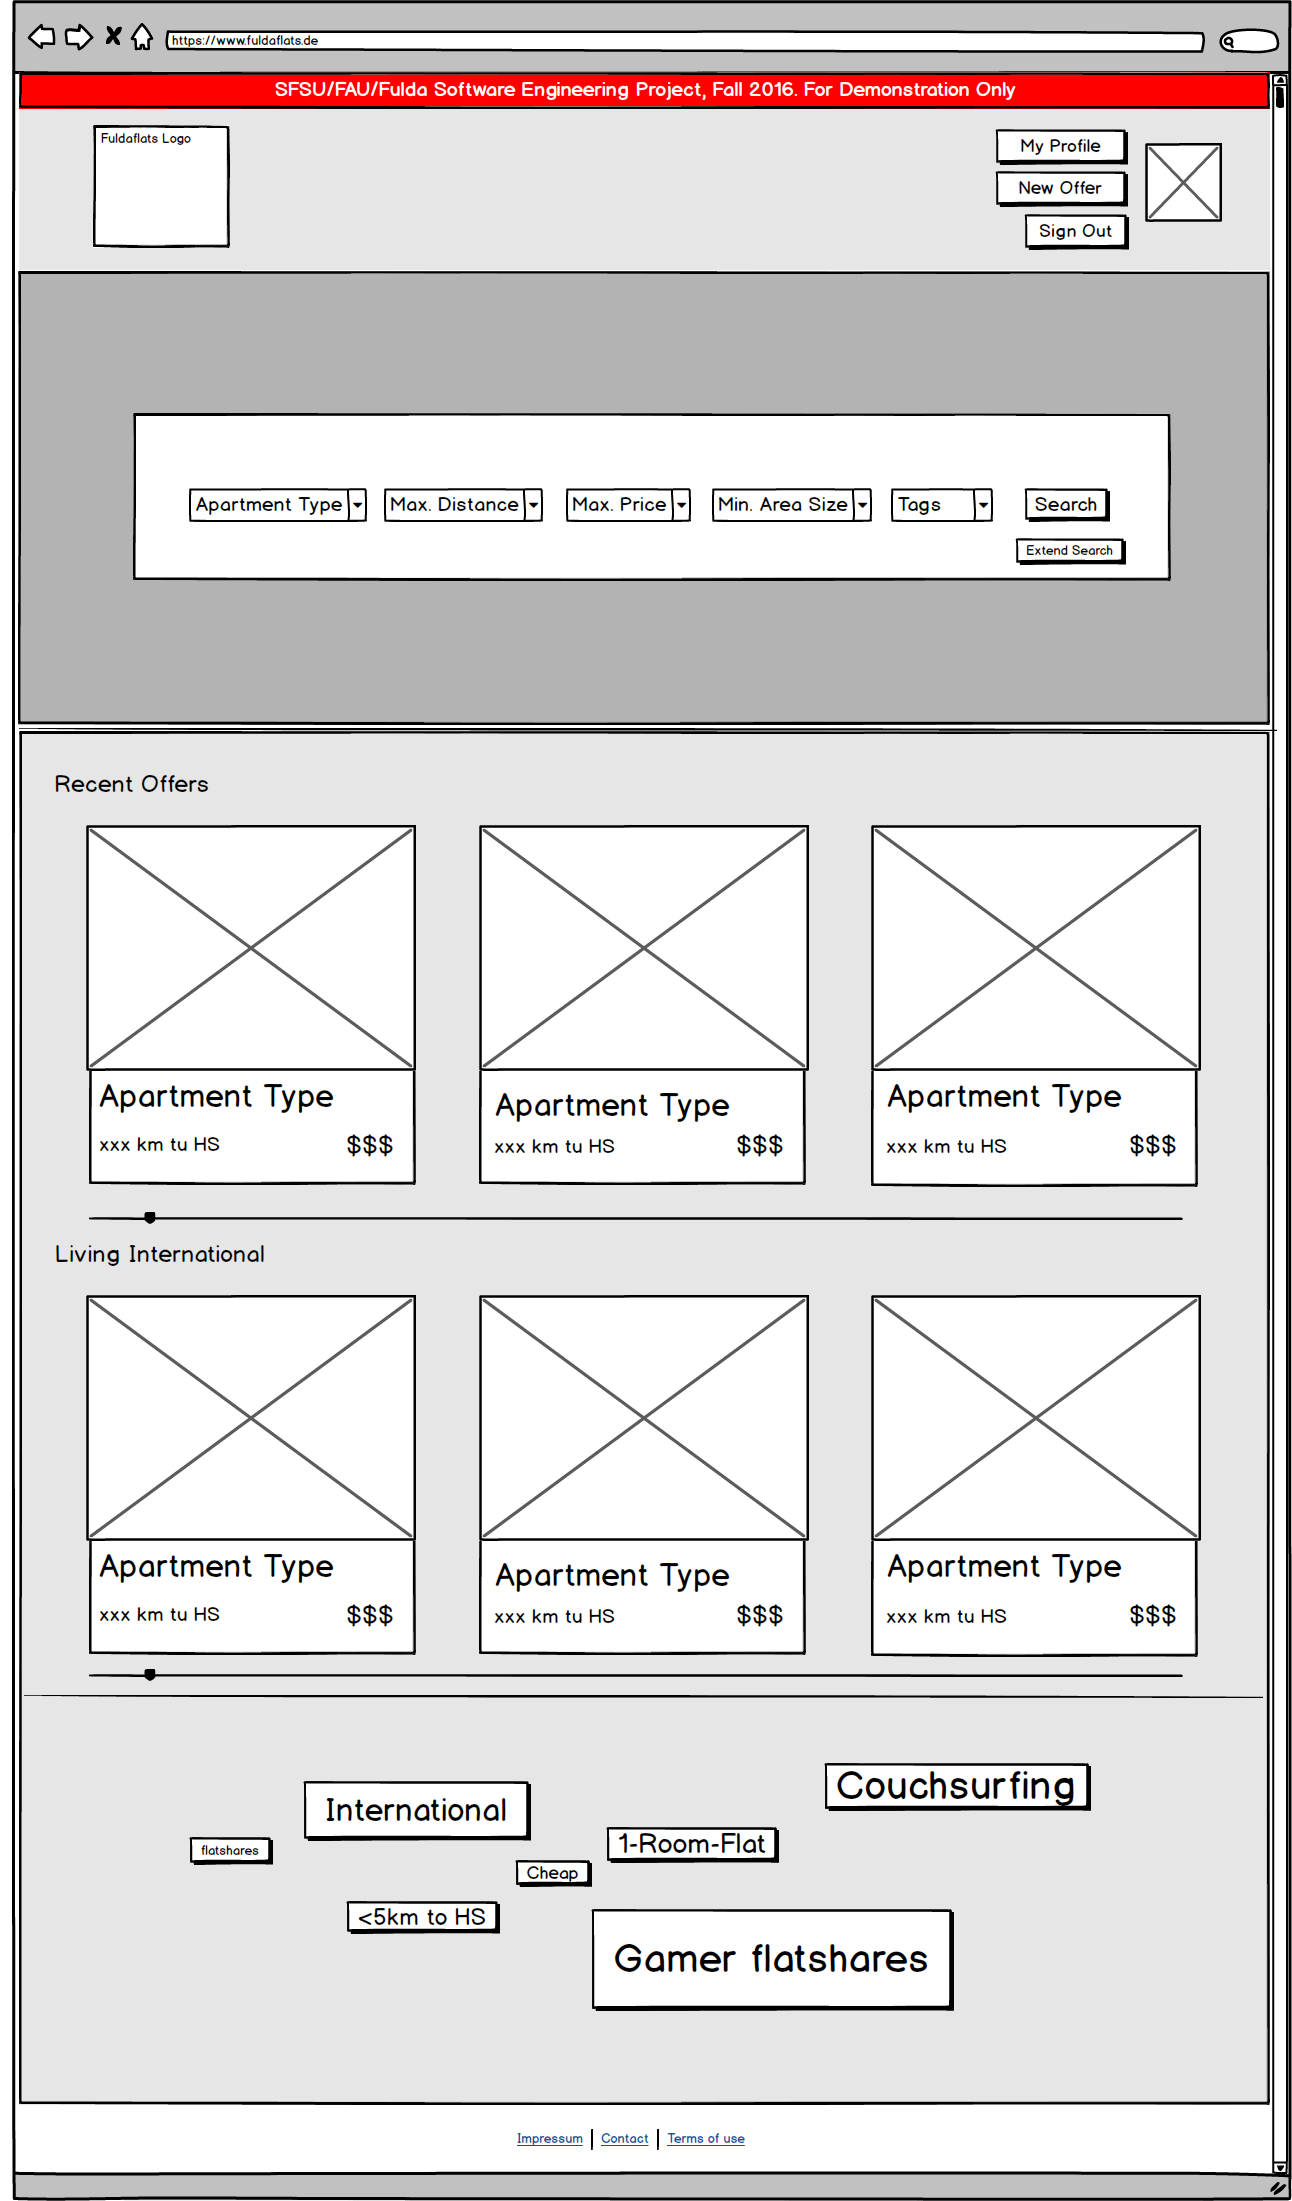 https://www.fuldaflats.de
SFSU/FAU/Fulda Software Engineering Project, Fall 2016. For Demonstration Only
Fuldaflats Logo
My Profile
New Offer
Sign Out
Apartment Type Max. Distance Max. Price Min. Area Size Tags Search
Extend Search
Recent Offers
Apartment Type Apartment Type Apartment Type
xxx km tu HS $$$ xxx km tu HS $$$ xxx km tu HS $$$
Living International
Apartment Type Apartment Type Apartment Type
xxx km tu HS $$$ xxx km tu HS $$$ xxx km tu HS $$$
Couchsurfing
International
1-Room-Flat
flatshares
Cheap
<5km to HS
Gamer flatshares
Impressum Contact Terms of use